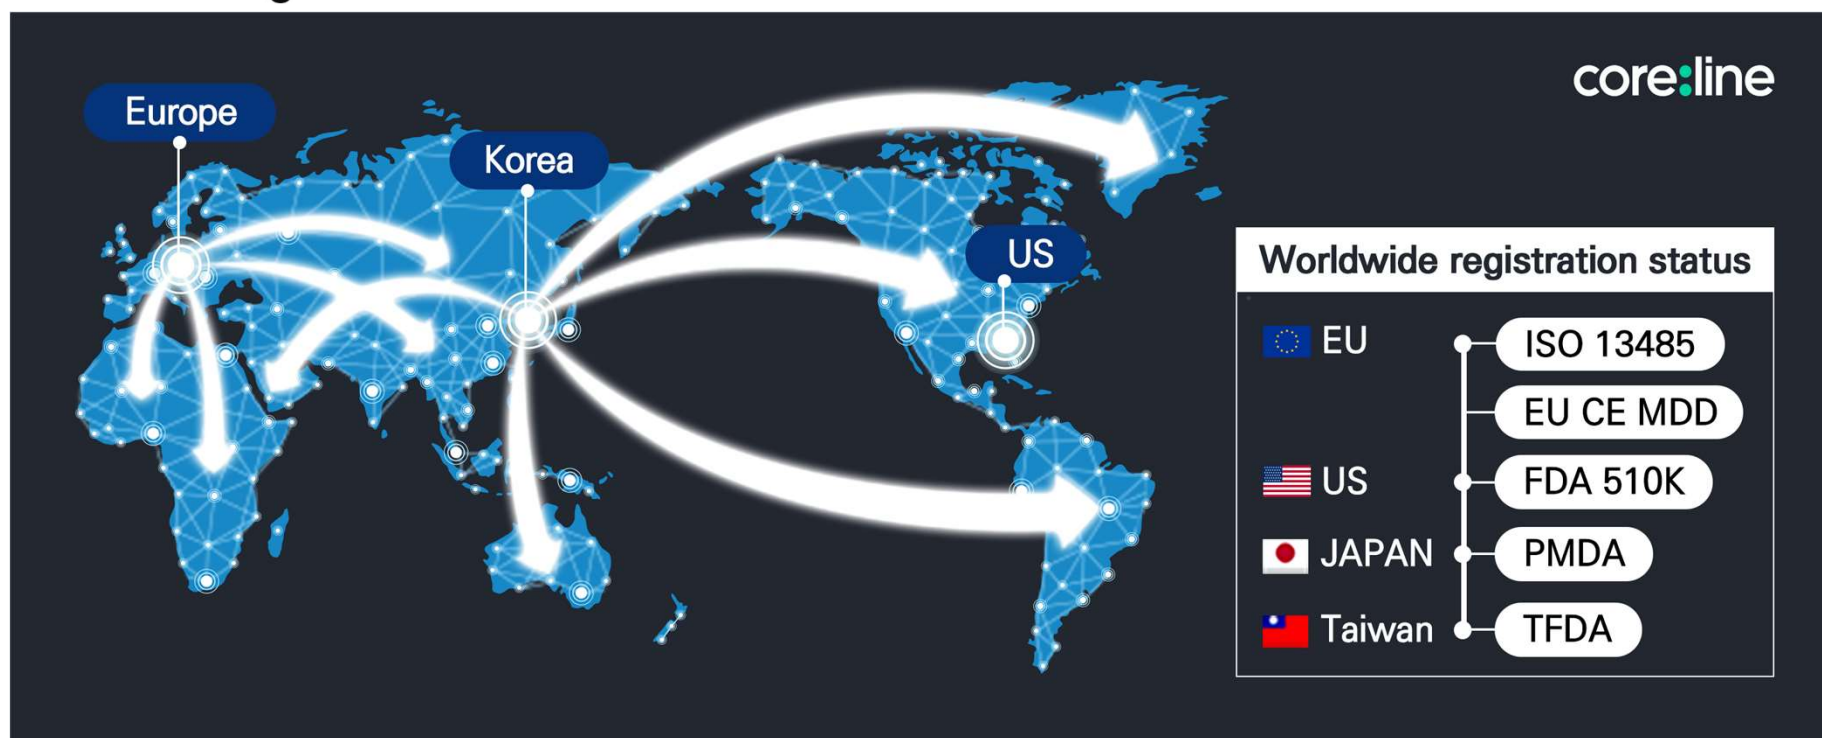 core:line
Europe
Korea
US
Worldwide registration status
EU
ISO 13485
EU CE MDD
US
FDA 510K
JAPAN
PMDA
Taiwan
TFDA